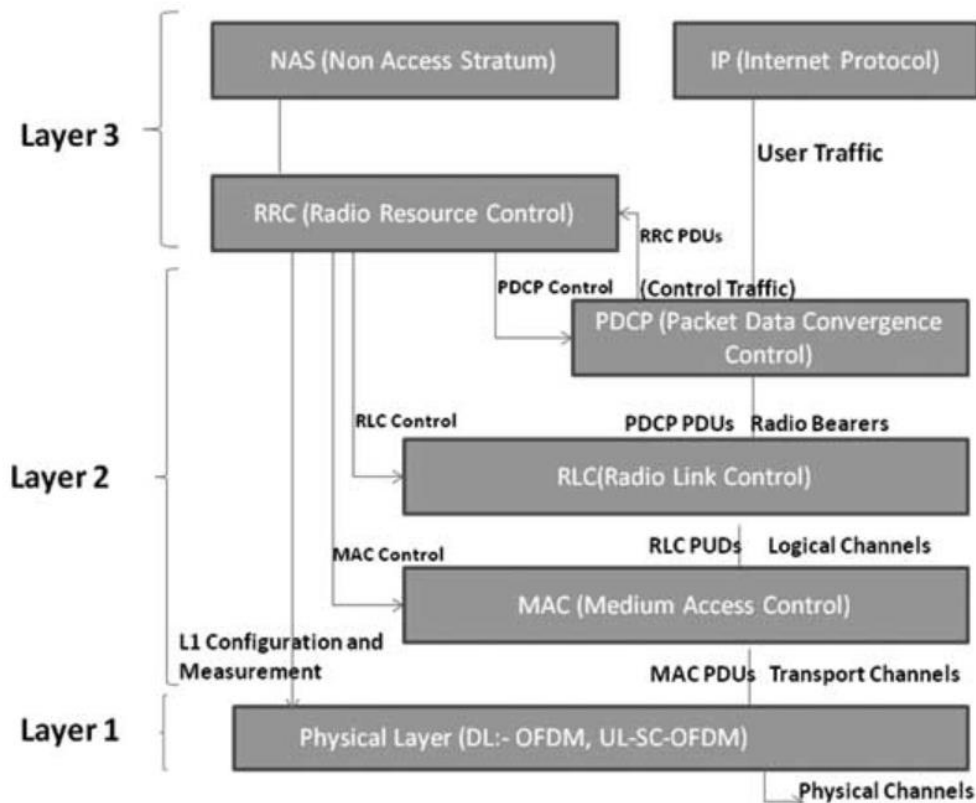 NAS (Non Access Stratum)
IP (Internet Protocol)
Layer 3
User Traffic
RRC (Radio Resource Control)
RRC PDUs
PDCP Control
(Control Traffic)
PDCP (Packet Data Convergence
Control)
RLC Control
PDCP PDUs Radio Bearers
Layer 2
RLC(Radio Link Control)
RLC PUDs Logical Channels
MAC Control
MAC (Medium Access Control)
L1 Configuration and
Measurement
MAC PDUs Transport Channels
Layer 1
Physical Layer (DL:- OFDM, UL-SC-OFDM)
Physical Channels